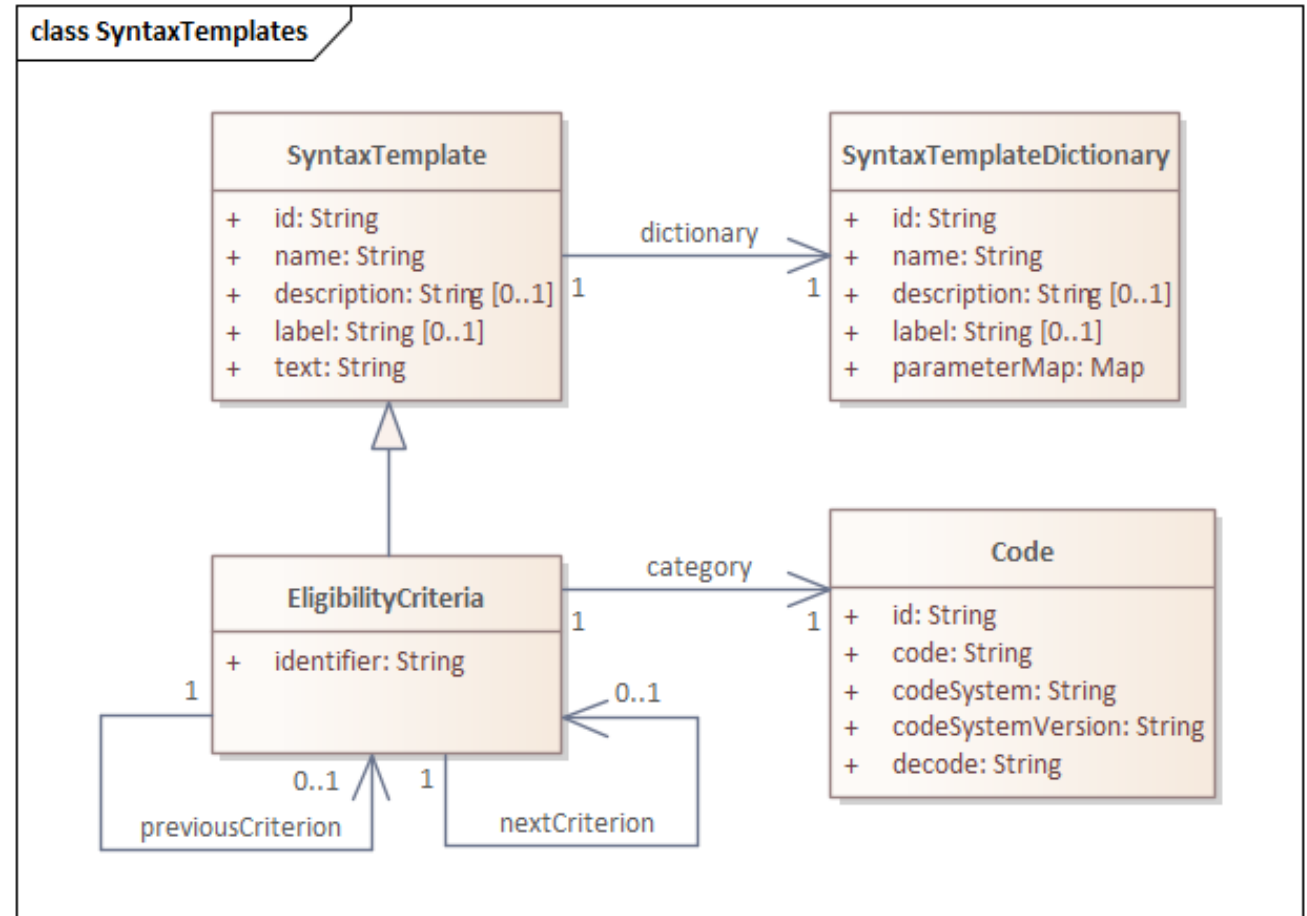 class SyntaxTemplates
SyntaxTemplate
+ id: String
+ name: String
+ description: String [0..1]
+ label: String [0..1]
+ text: String
dictionary
1
1
SyntaxTemplateDictionary
+ id: String
+ name: String
+ description: String [0..1]
+ label: String [0..1]
+ parameterMap: Map
EligibilityCriteria
+ identifier: String
category
1
1
Code
+ id: String
+ code: String
+ codeSystem: String
+ codeSystemVersion: String
+ decode: String
1
0..1
previousCriterion
1
0..1
nextCriterion